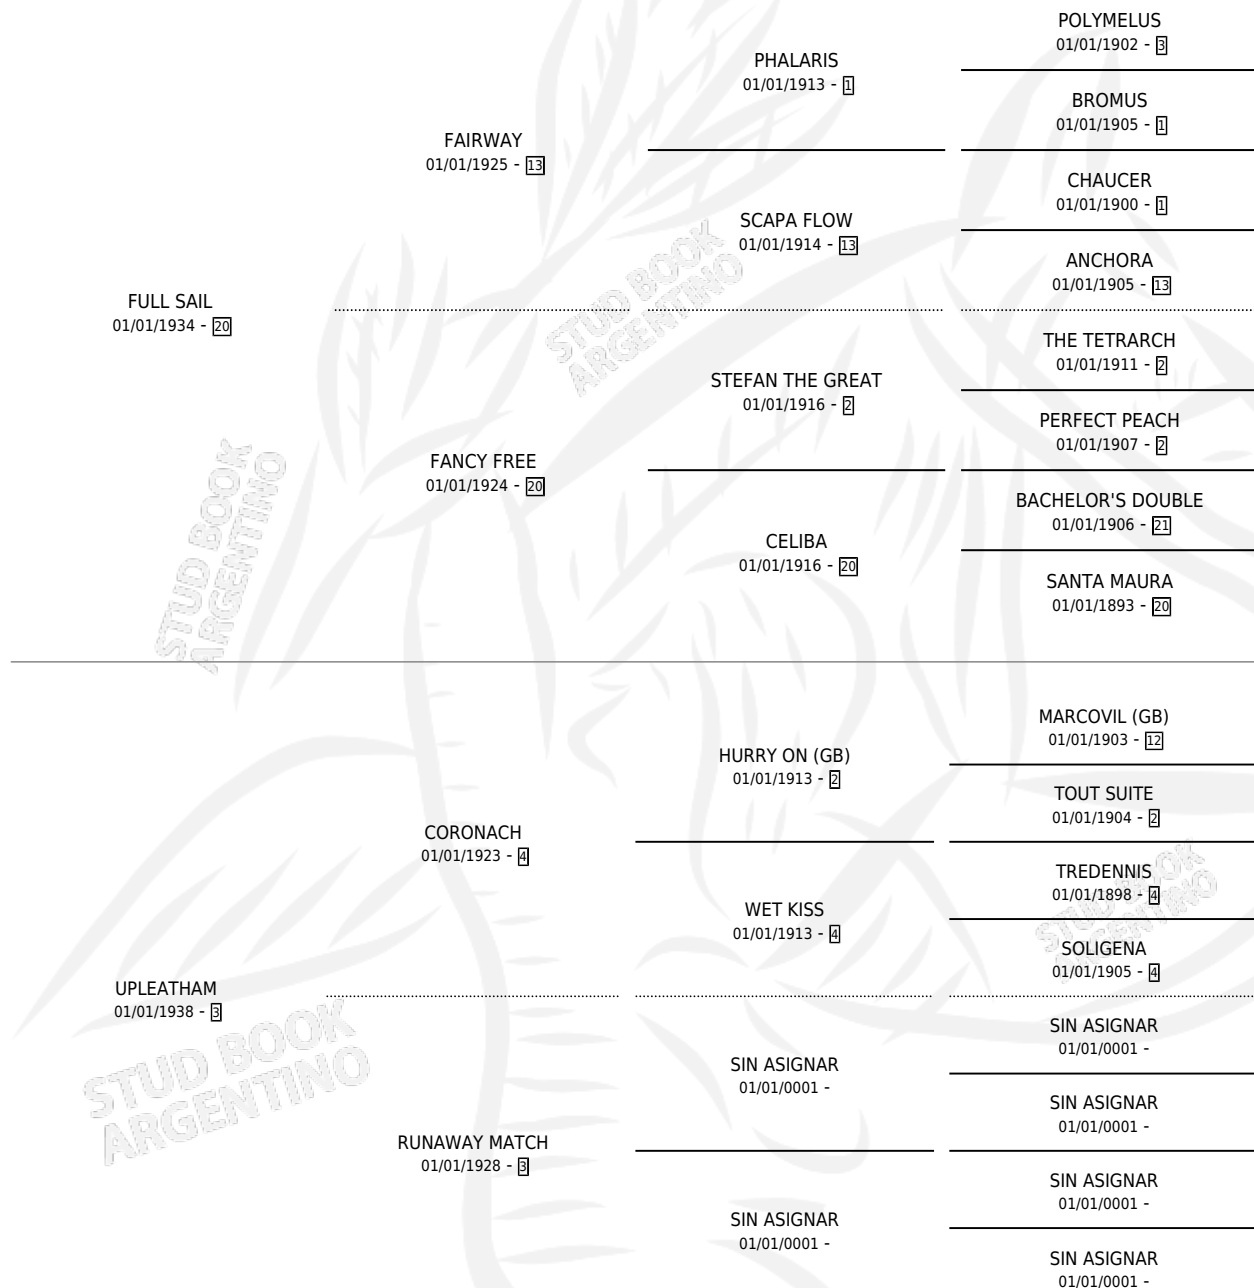 POLYMELUS
01/01/1902 - 3
PHALARIS
01/01/1913 - 1
BROMUS
01/01/1905 - 1
FAIRWAY
01/01/1925 - 13
CHAUCER
01/01/1900 - 1
SCAPA FLOW
01/01/1914 - 13
ANCHORA
01/01/1905 - 13
FULL SAIL
01/01/1934 - 20
THE TETRARCH
01/01/1911 - 2
STEFAN THE GREAT
01/01/1916 - 2
PERFECT PEACH
01/01/1907 - 2
FANCY FREE
01/01/1924 - 20
BACHELOR'S DOUBLE
01/01/1906 - 21
CELIBA
01/01/1916 - 20
SANTA MAURA
01/01/1893 - 20
MARCOVIL (GB)
01/01/1903 - 12
HURRY ON (GB)
01/01/1913 - 2
TOUT SUITE
01/01/1904 - 2
CORONACH
01/01/1923 - 4
TREDENNIS
01/01/1898 - 4
WET KISS
01/01/1913 - 4
SOLIGENA
01/01/1905 - 4
UPLEATHAM
01/01/1938 - 3
SIN ASIGNAR
01/01/0001 -
SIN ASIGNAR
01/01/0001 -
SIN ASIGNAR
01/01/0001 -
RUNAWAY MATCH
01/01/1928 - 3
SIN ASIGNAR
01/01/0001 -
SIN ASIGNAR
01/01/0001 -
SIN ASIGNAR
01/01/0001 -
STUD BOOK
ARGENTINO
STUD BOOK
ARGENTINO
STUD BOOK
ARGENTINO
STUD BOOK
ARGENTINO